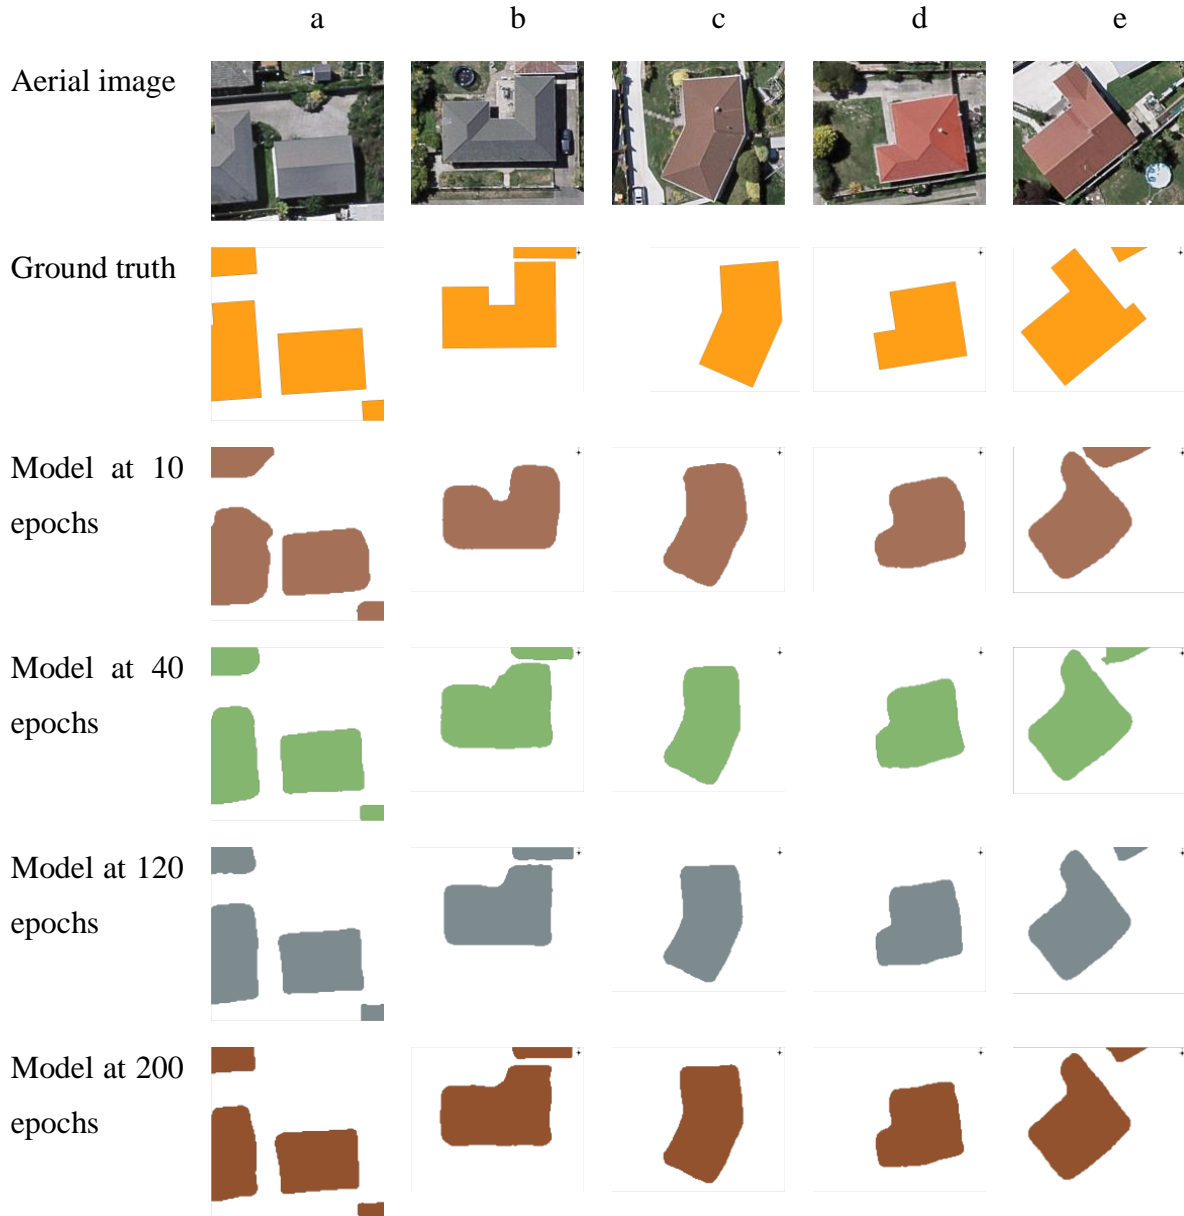 a b c d e
Aerial image
Ground truth
Model at 10
epochs
Model at 40
epochs
Model at 120
epochs
Model at 200
epochs